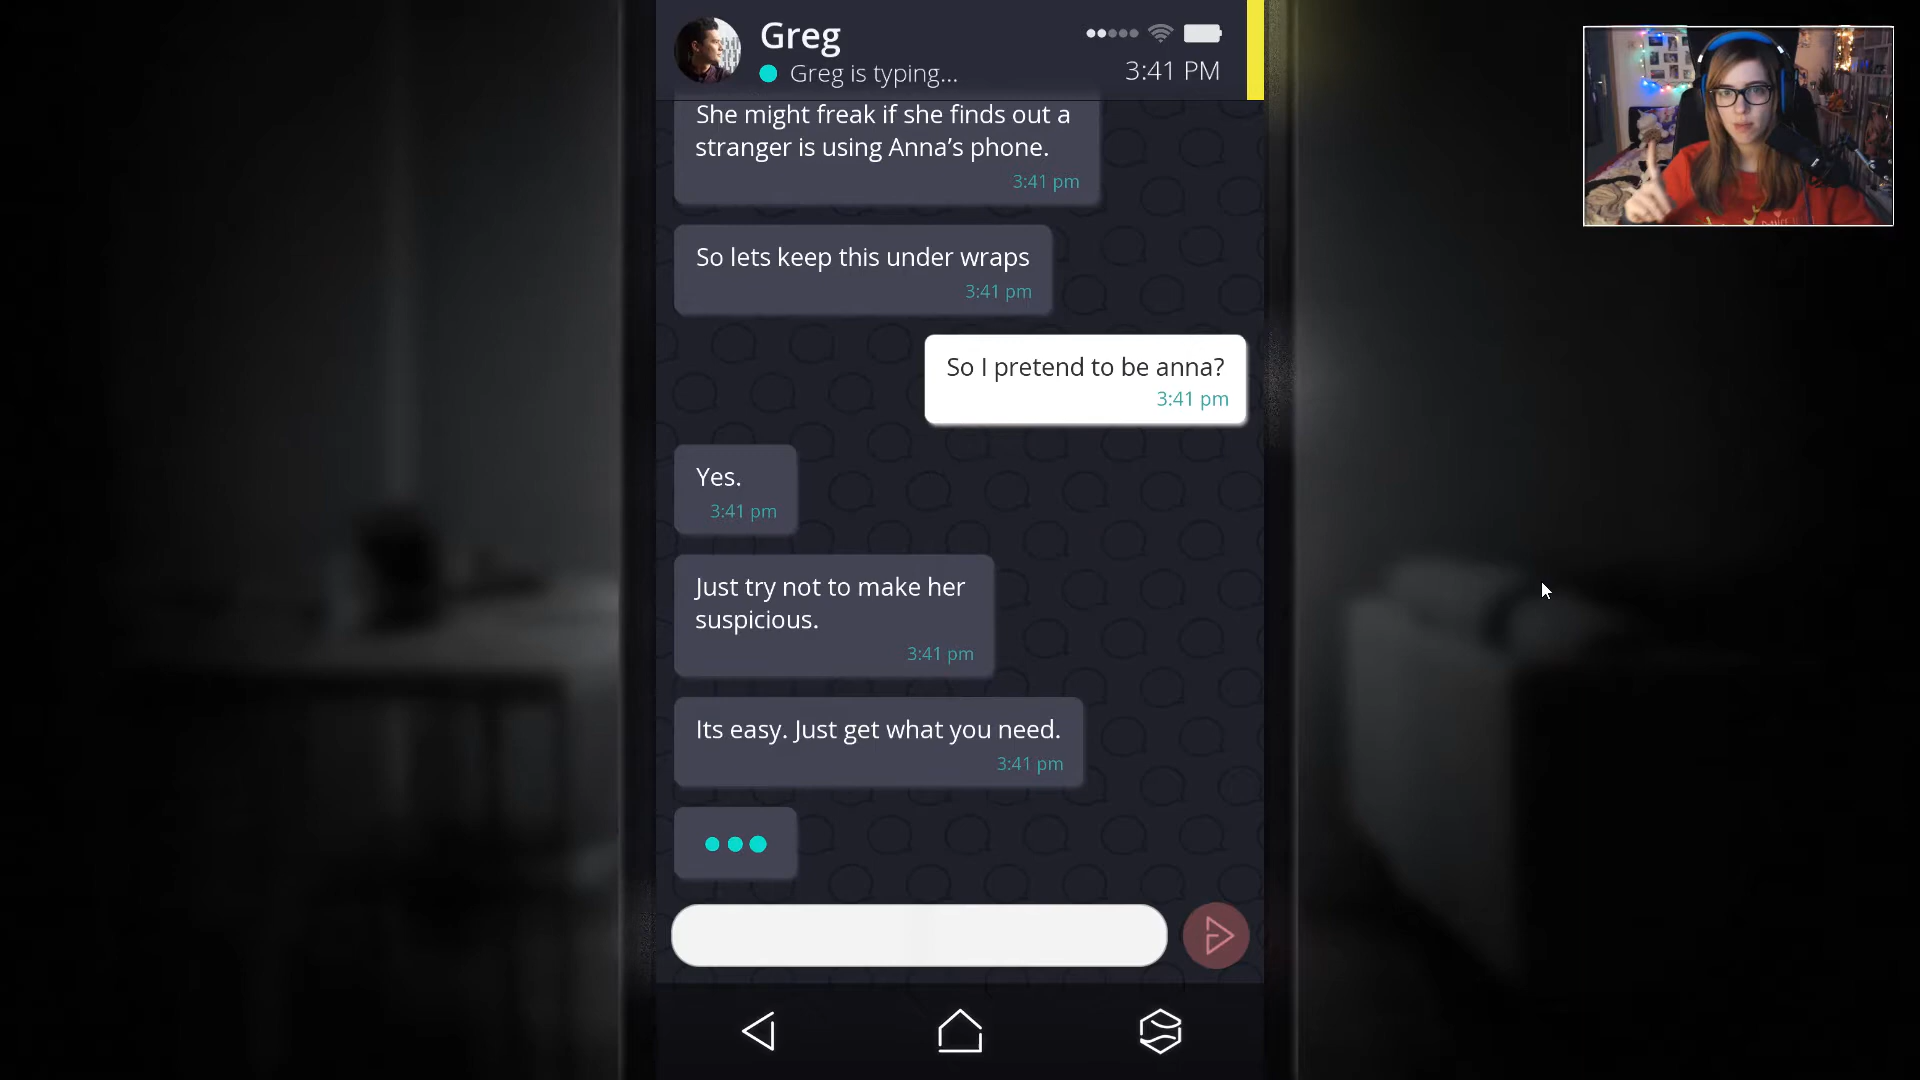 Greg
Greg is typing...
3:41 PM
She might freak if she finds out a
stranger is using Anna's phone.
3:41 pm
So lets keep this under wraps
3:41 pm
So I pretend to be anna?
3:41 pm
Yes.
3:41 pm
Just try not to make her
suspicious.
3:41 pm
Its easy. Just get what you need.
3:41 pm